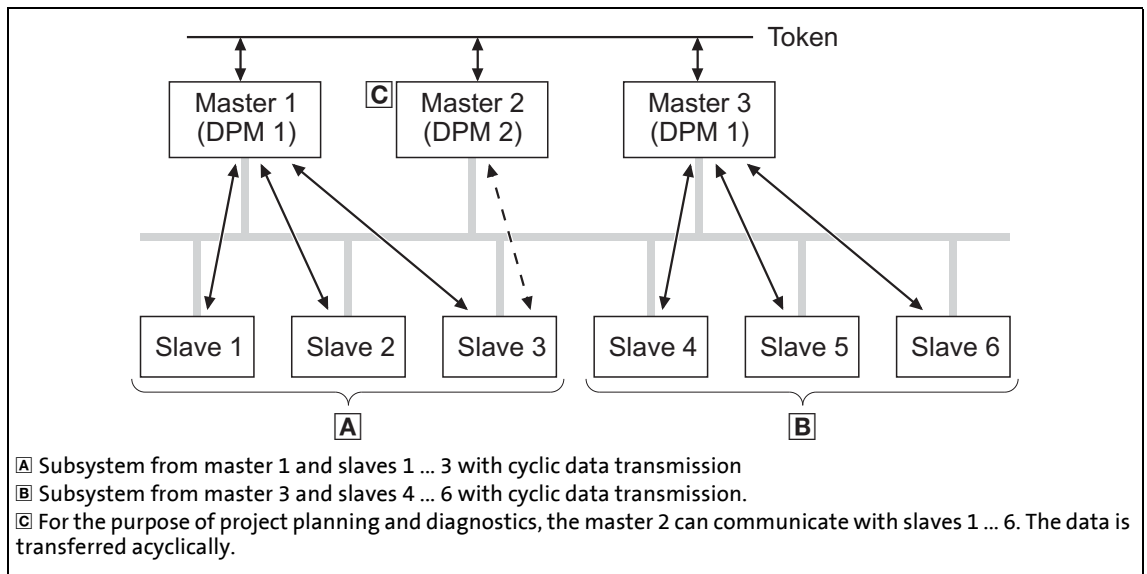 Token
C
Master 1
(DPM 1)
Master 2
(DPM 2)
Master 3
(DPM 1)
Slave 1
Slave 2
Slave 3
Slave 4
Slave 5
Slave 6
A
B
A Subsystem from master 1 and slaves 1 ... 3 with cyclic data transmission
B Subsystem from master 3 and slaves 4 ... 6 with cyclic data transmission.
C For the purpose of project planning and diagnostics, the master 2 can communicate with slaves 1 ... 6. The data is
transferred acyclically.